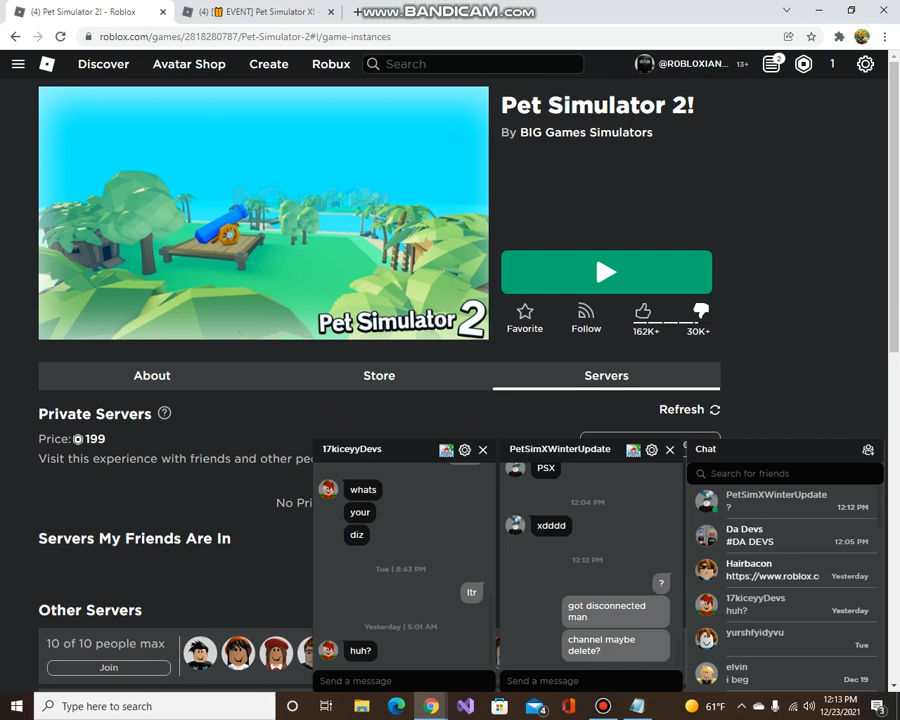 (4) Pet Simulator 2! - Roblox
(4) [🎁 EVENT] Pet Simulator X!
www.BANDICAM.com
roblox.com/games/2818280787/Pet-Simulator-2#!/game-instances
Discover
Avatar Shop
Create
Robux
Search
@ROBL0XIAN...
13+
2
1
Pet Simulator 2
Pet Simulator 2!
By BIG Games Simulators
Favorite
Follow
162K+
30K+
About
Store
Servers
Private Servers
Refresh
Price: 199
Visit this experience with friends and other
No
Servers My Friends Are In
Other Servers
10 of 10 people max
Join
17kiceyyDevs
whats
your
diz
Tue | 8:43 PM
ltr
Yesterday | 5:01 AM
huh?
Send a message
PetSimXWinterUpdate
PSX
12:04 PM
xdddd
12:12 PM
?
got disconnected
man
channel maybe
delete?
Send a message
Chat
Search for friends
PetSimXWinterUpdate
?
12:12 PM
Da Devs
#DA DEVS
12:05 PM
Hairbacon
https://www.roblox.c
Yesterday
17kiceyyDevs
huh?
Yesterday
yurshfyidyvu
Tue
elvin
i beg
Dec 19
Type here to search
4
61°F
12:13 PM
12/23/2021
3